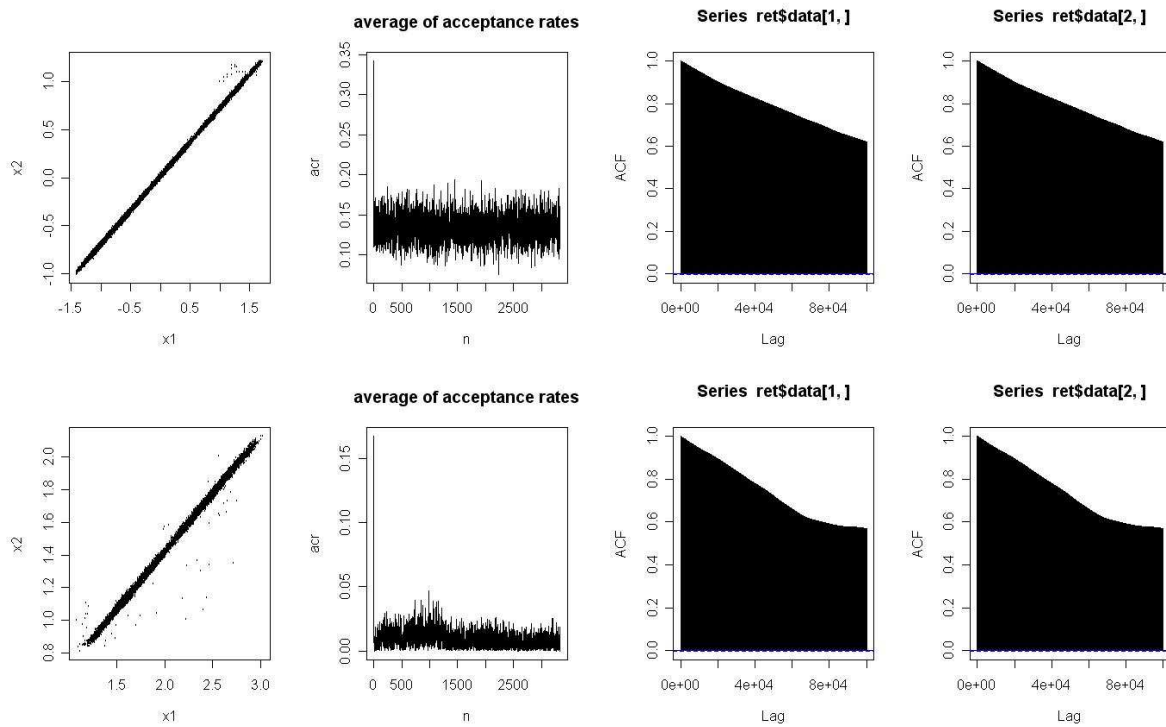 average of acceptance rates
Series ret$data[1, ]
Series ret$data[2, ]
x2
1.0
0.5
0.0
-0.5
-1.0
-1.5
-0.5
0.5
1.5
x1
acr
0.35
0.30
0.25
0.20
0.15
0.10
0
500
1500
2500
n
ACF
1.0
0.8
0.6
0.4
0.2
0.0
0e+00
4e+04
8e+04
Lag
ACF
1.0
0.8
0.6
0.4
0.2
0.0
0e+00
4e+04
8e+04
Lag
average of acceptance rates
Series ret$data[1, ]
Series ret$data[2, ]
x2
2.0
1.8
1.6
1.4
1.2
1.0
0.8
1.5
2.0
2.5
3.0
x1
acr
0.15
0.10
0.05
0.00
0
500
1500
2500
n
ACF
1.0
0.8
0.6
0.4
0.2
0.0
0e+00
4e+04
8e+04
Lag
ACF
1.0
0.8
0.6
0.4
0.2
0.0
0e+00
4e+04
8e+04
Lag